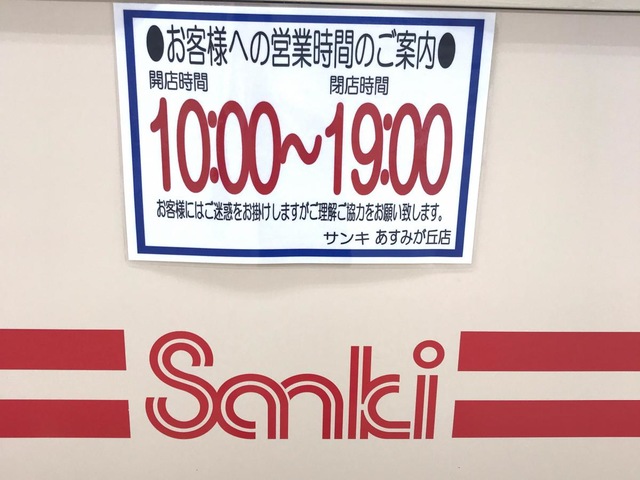 ●お客様への営業時間のご案内●
開店時間 閉店時間
10:00～19:00
お客様にはご迷惑をお掛けしますがご理解ご協力をお願い致します。
サンキ あすみが丘店
Sanki